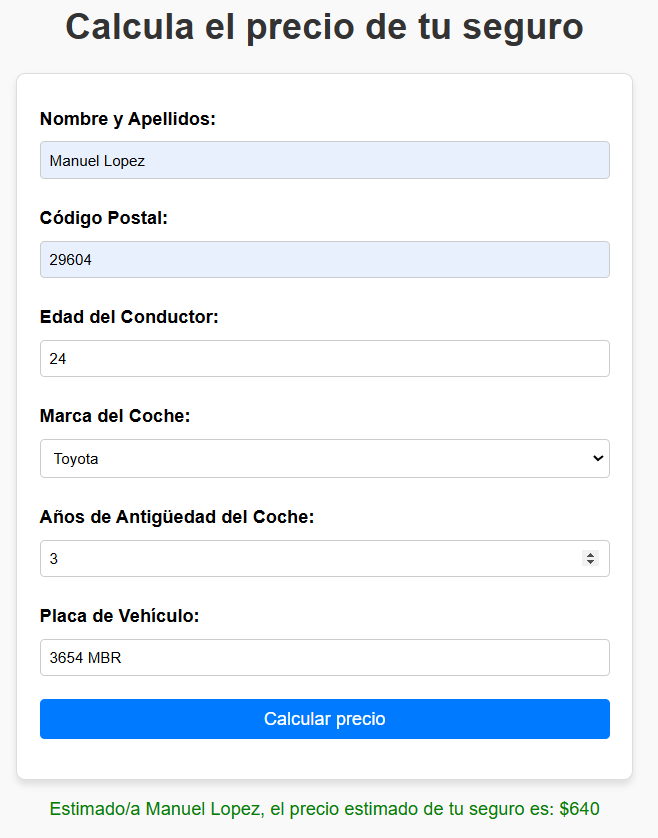 Calcula el precio de tu seguro
Nombre y Apellidos:
Manuel Lopez
Código Postal:
29604
Edad del Conductor:
24
Marca del Coche:
Toyota
Años de Antigüedad del Coche:
3
Placa de Vehículo:
3654 MBR
Calcular precio
Estimado/a Manuel Lopez, el precio estimado de tu seguro es: $640